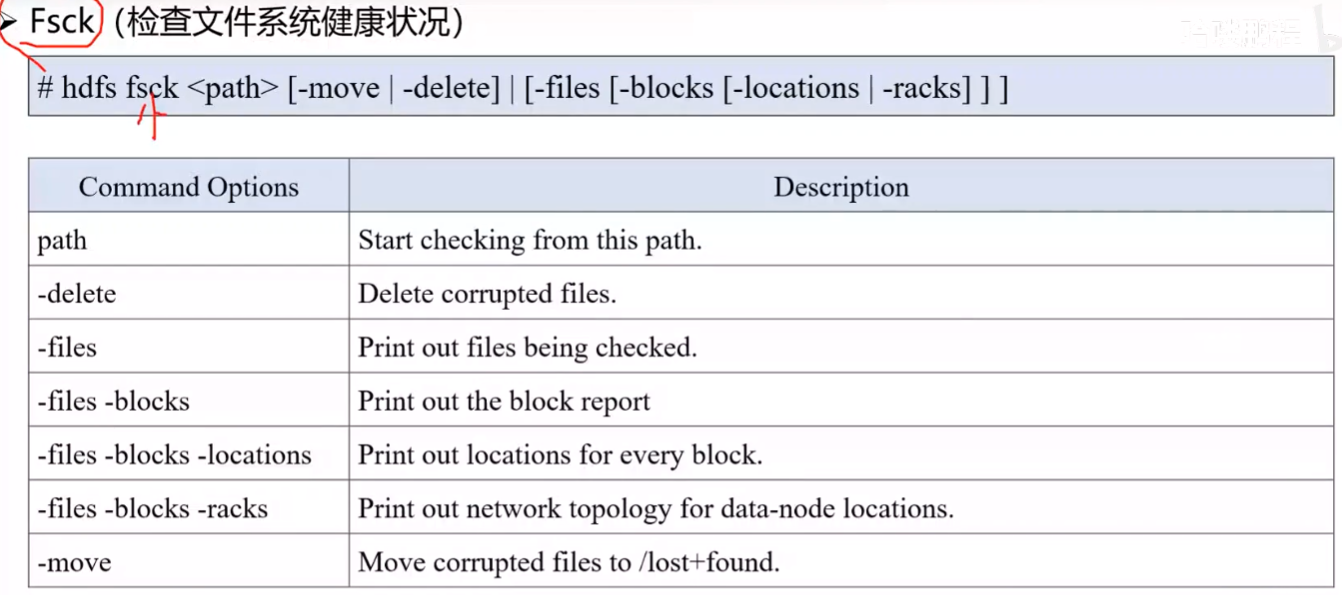 ➢ Fsck（检查文件系统健康状况）
# hdfs fsck <path> [-move | -delete] | [-files [-blocks [-locations | -racks] ] ]
Command Options Description
path Start checking from this path.
-delete Delete corrupted files.
-files Print out files being checked.
-files -blocks Print out the block report
-files -blocks -locations Print out locations for every block.
-files -blocks -racks Print out network topology for data-node locations.
-move Move corrupted files to /lost+found.